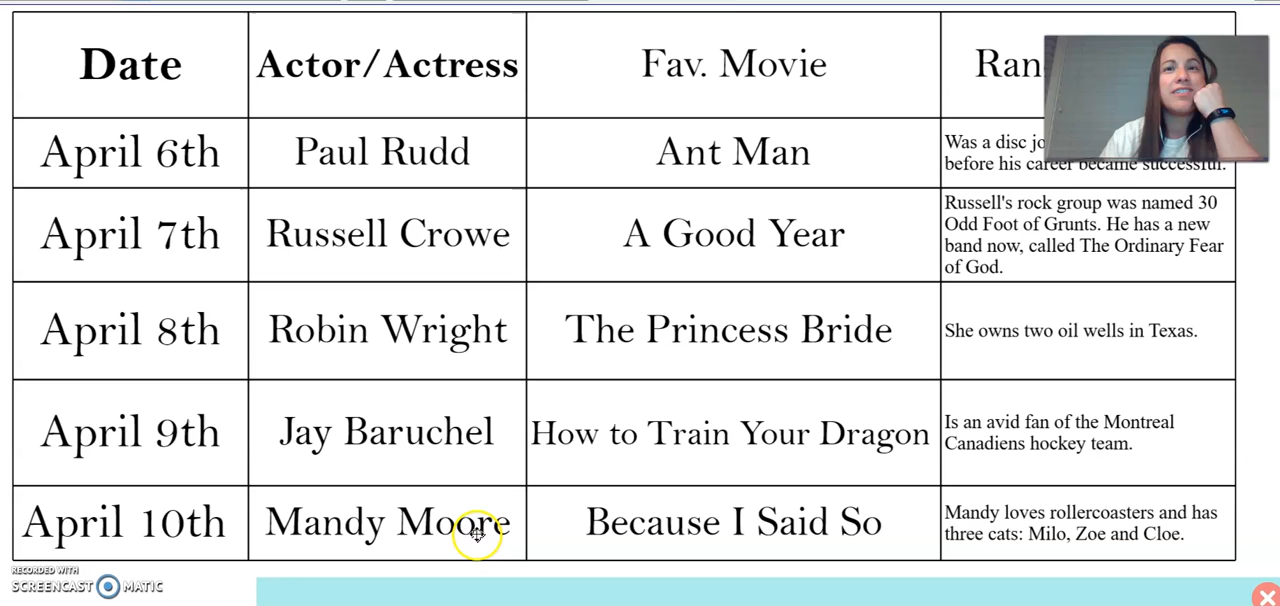 Date Actor/Actress Fav. Movie Ran
April 6th Paul Rudd Ant Man
Was a disc jo
before his career became successful.
April 7th Russell Crowe A Good Year
Russell's rock group was named 30
Odd Foot of Grunts. He has a new
band now, called The Ordinary Fear
of God.
April 8th Robin Wright The Princess Bride She owns two oil wells in Texas.
April 9th Jay Baruchel How to Train Your Dragon
Is an avid fan of the Montreal
Canadiens hockey team.
April 10th Mandy Moore Because I Said So
Mandy loves rollercoasters and has
three cats: Milo, Zoe and Cloe.
RECORDED WITH
SCREENCAST MATIC